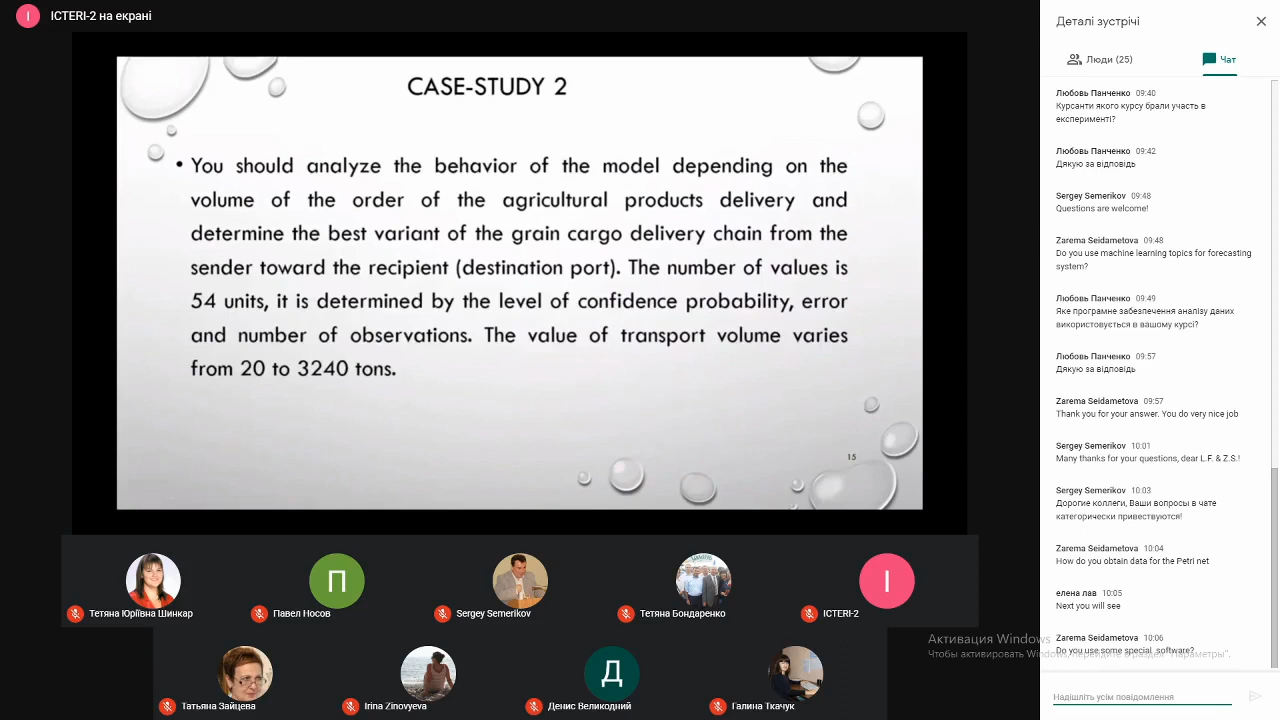 І
ICTERI-2 на екрані
CASE-STUDY 2
• You should analyze the behavior of the model depending on the
volume of the order of the agricultural products delivery and
determine the best variant of the grain cargo delivery chain from the
sender toward the recipient (destination port). The number of values is
54 units, it is determined by the level of confidence probability, error
and number of observations. The value of transport volume varies
from 20 to 3240 tons.
15
П
І
Тетяна Юріївна Шинкар
Павел Носов
Sergey Semerikov
Тетяна Бондаренко
ICTERI-2
Д
Татьяна Зайцева
Irina Zinovyeva
Денис Великодний
Галина Ткачук
Деталі зустрічі
Люди (25)
Чат
Любовь Панченко 09:40
Курсанти якого курсу брали участь в
експерименті?
Любовь Панченко 09:42
Дякую за відповідь
Sergey Semerikov 09:48
Questions are welcome!
Zarema Seidametova 09:48
Do you use machine learning topics for forecasting
system?
Любовь Панченко 09:49
Яке програмне забезпечення аналізу даних
використовується в вашому курсі?
Любовь Панченко 09:57
Дякую за відповідь
Zarema Seidametova 09:57
Thank you for your answer. You do very nice job
Sergey Semerikov 10:01
Many thanks for your questions, dear L.F. & Z.S.!
Sergey Semerikov 10:03
Дорогие коллеги, Ваши вопросы в чате
категорически привествуются!
Zarema Seidametova 10:04
How do you obtain data for the Petri net
елена лав 10:05
Next you will see
Zarema Seidametova 10:06
Do you use some special software?
Активация Windows
Чтобы активировать Windows, перейдите в раздел "Параметры".
Надішліть усім повідомлення